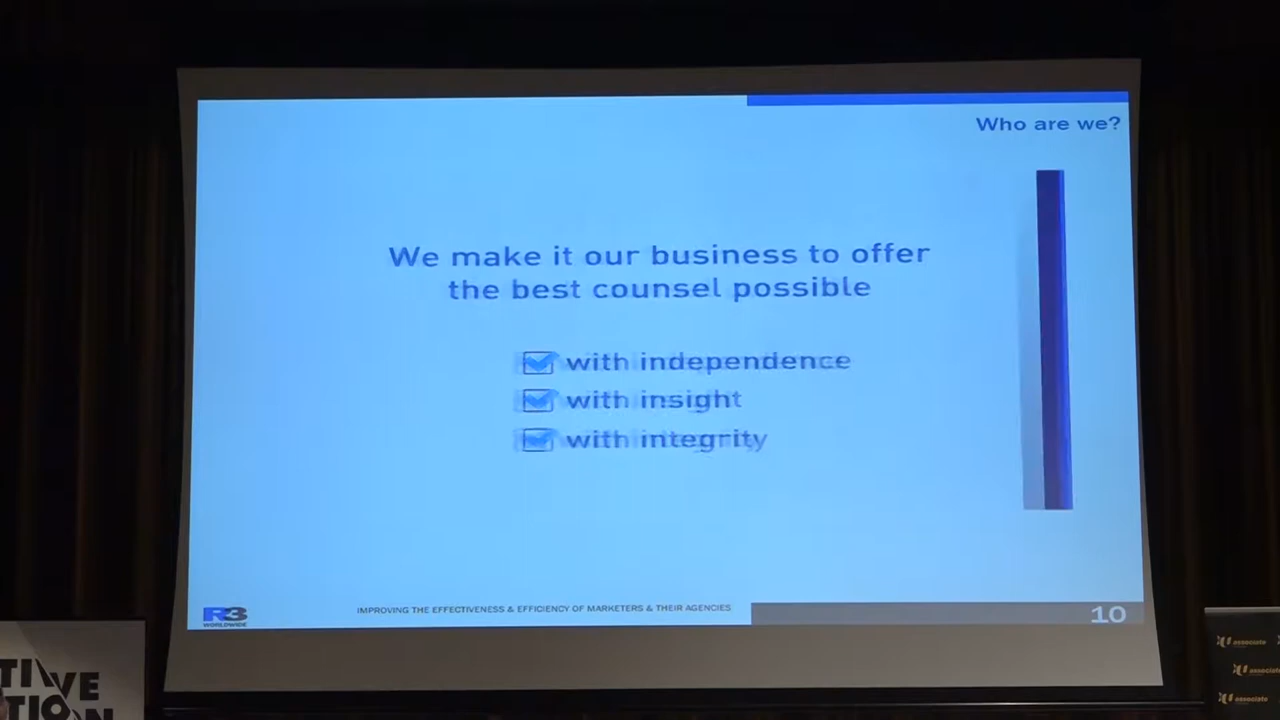 Who are we?
We make it our business to offer
the best counsel possible
with independence
with insight
with integrity
R3
WORLDWIDE
IMPROVING THE EFFECTIVENESS & EFFICIENCY OF MARKETERS & THEIR AGENCIES
10
TIVE
TION
U associate
U associate
U associate